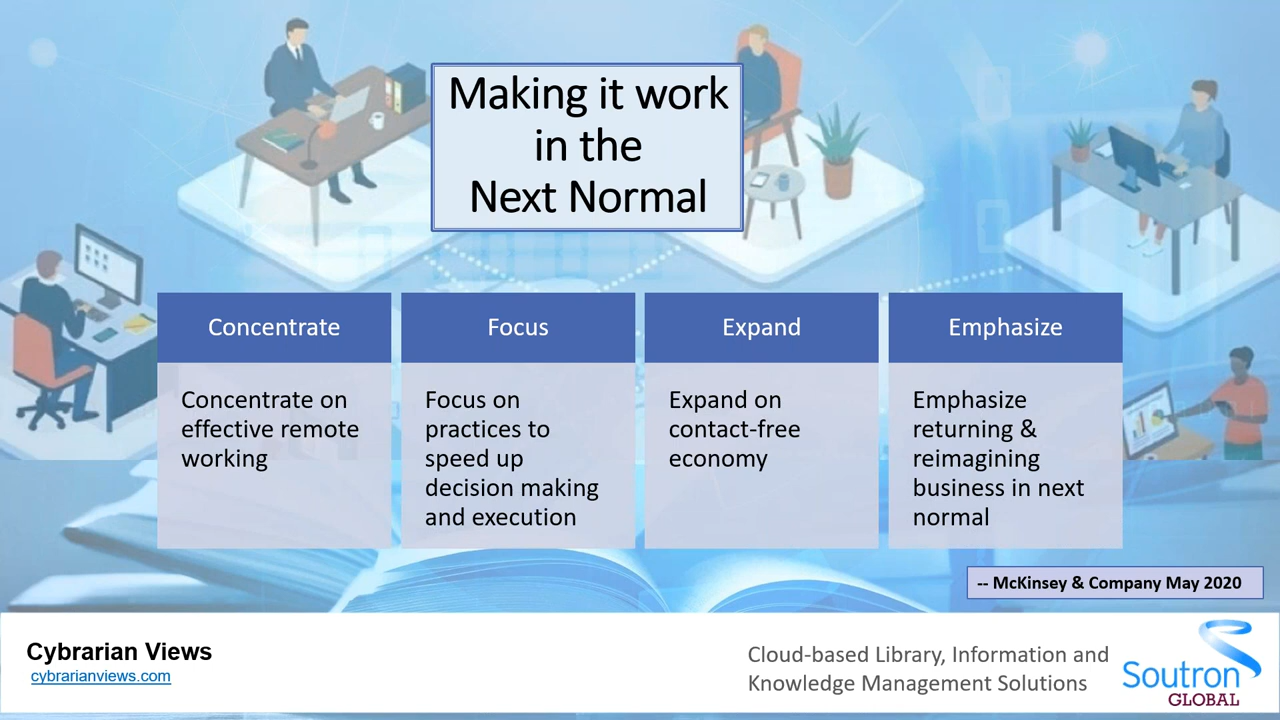 Making it work
in the
Next Normal
Concentrate
Concentrate on
effective remote
working
Focus
Focus on
practices to
speed up
decision making
and execution
Expand
Expand on
contact-free
economy
Emphasize
Emphasize
returning &
reimagining
business in next
normal
-- McKinsey & Company May 2020
Cybrarian Views
cybrarianviews.com
Cloud-based Library, Information and
Knowledge Management Solutions
Soutron
GLOBAL